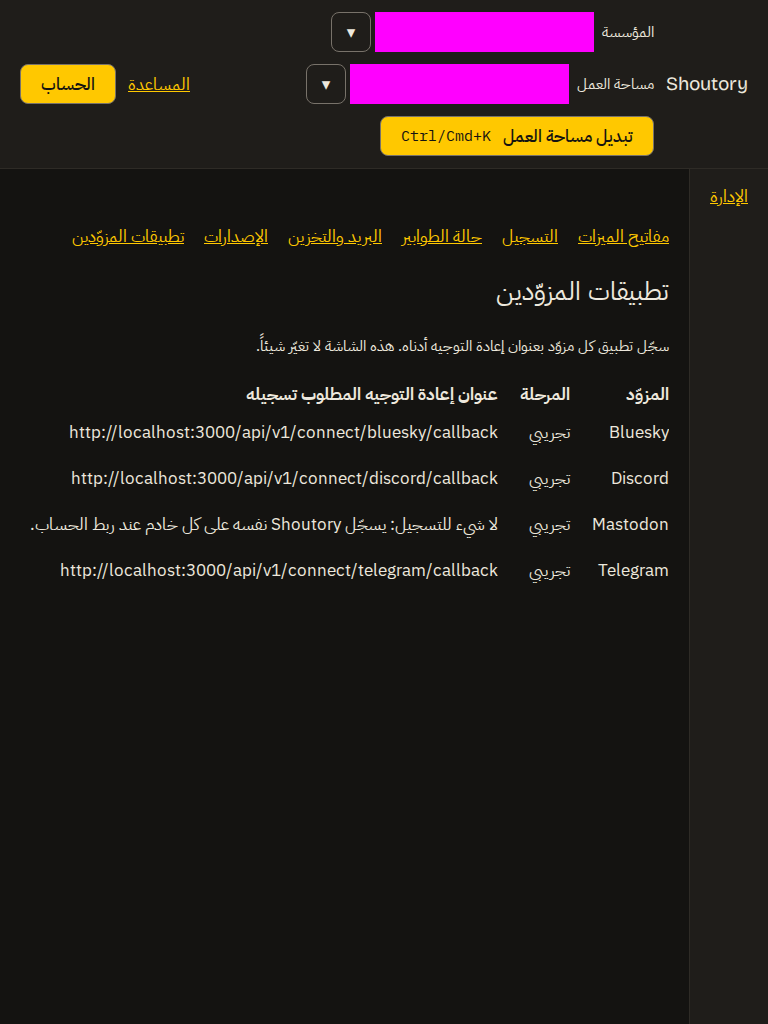 المؤسسة ▼
Shoutory مساحة العمل ▼ المساعدة الحساب
تبديل مساحة العمل Ctrl/Cmd+K
الإدارة
مفاتيح الميزات التسجيل حالة الطوابير البريد والتخزين الإصدارات تطبيقات المزوّدين
تطبيقات المزوّدين
سجّل تطبيق كل مزوّد بعنوان إعادة التوجيه أدناه. هذه الشاشة لا تغيّر شيئاً.
المزوّد المرحلة عنوان إعادة التوجيه المطلوب تسجيله
Bluesky تجريبي http://localhost:3000/api/v1/connect/bluesky/callback
Discord تجريبي http://localhost:3000/api/v1/connect/discord/callback
Mastodon تجريبي لا شيء للتسجيل: يسجّل Shoutory نفسه على كل خادم عند ربط الحساب.
Telegram تجريبي http://localhost:3000/api/v1/connect/telegram/callback